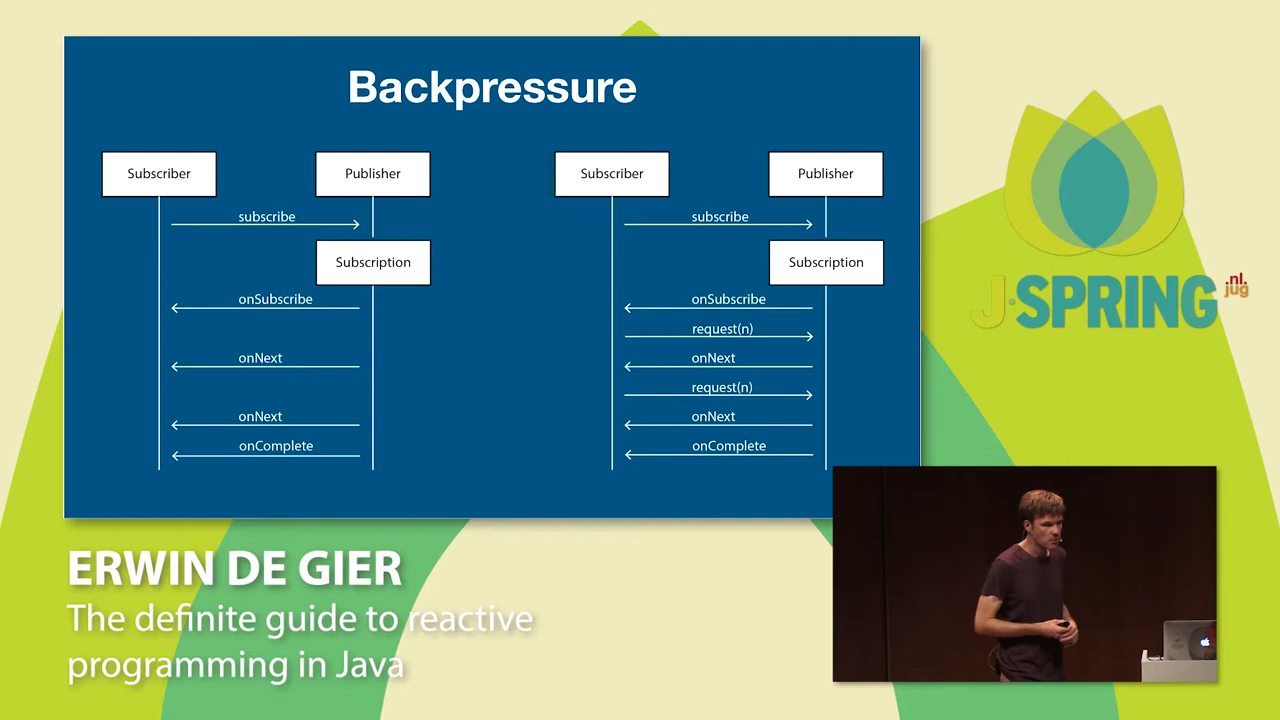 Backpressure
Subscriber
Publisher
subscribe
Subscription
onSubscribe
onNext
onNext
onComplete
Subscriber
Publisher
subscribe
Subscription
onSubscribe
request(n)
onNext
request(n)
onNext
onComplete
J·SPRING
.nl.
jug
ERWIN DE GIER
The definite guide to reactive
programming in Java